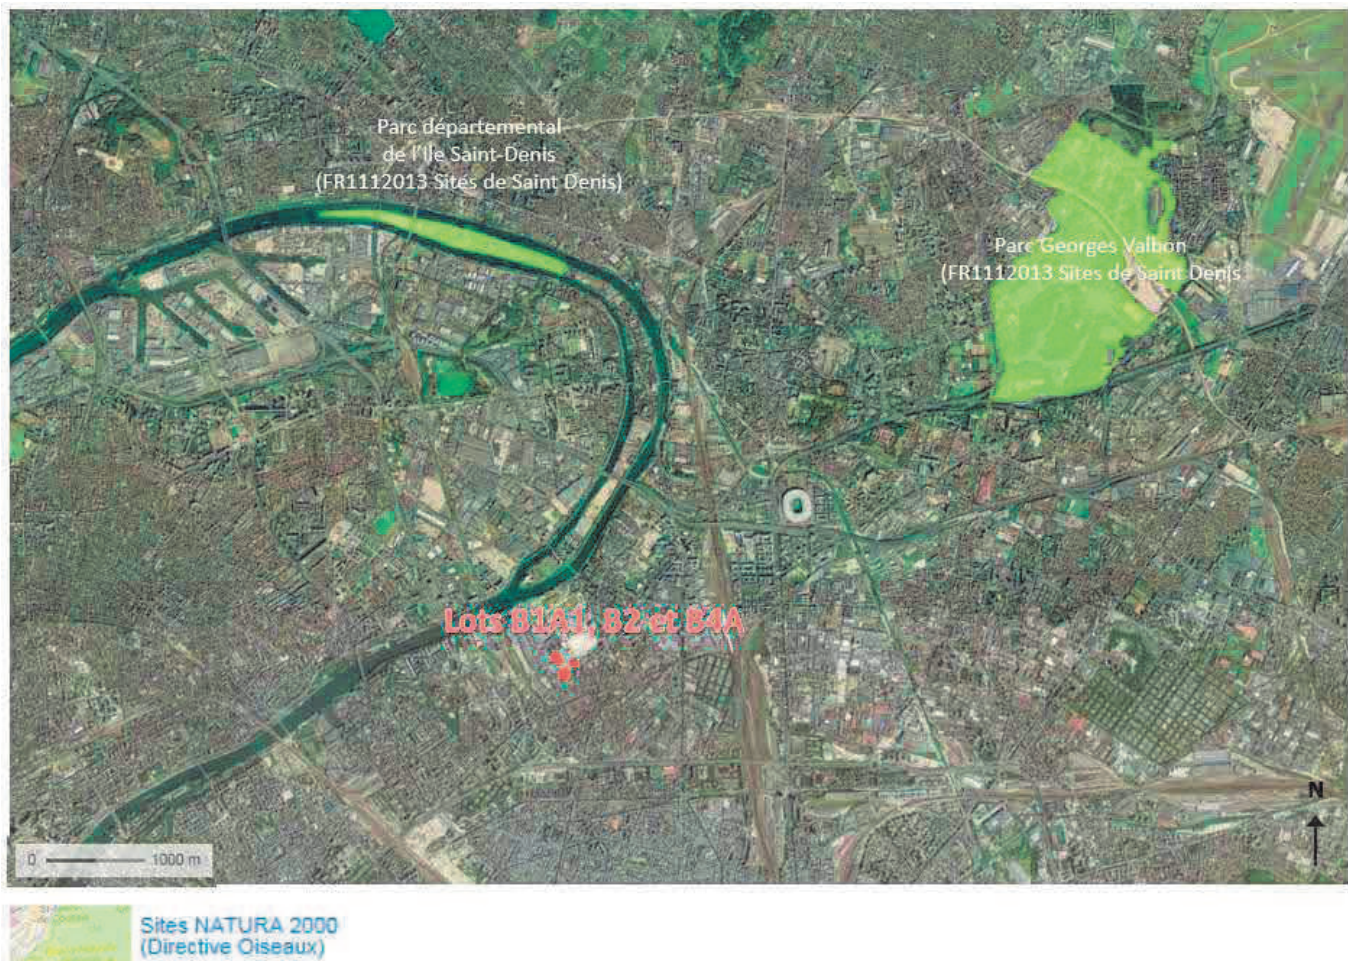 Parc départemental
de l'Ile Saint-Denis
(FR1112013 Sites de Saint Denis)
Parc Georges Valbon
(FR1112013 Sites de Saint Denis
Lots B1A1, B2 et B4A
N
0 1000 m
Sites NATURA 2000
(Directive Oiseaux)